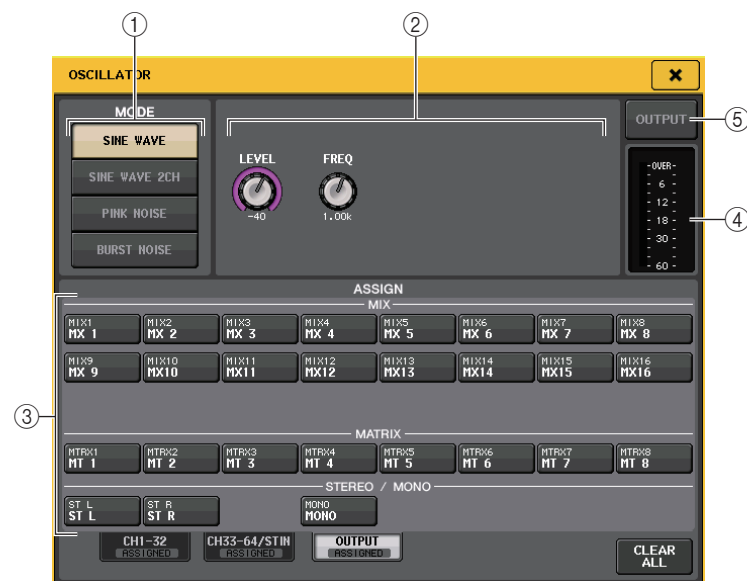 ① ②
OSCILLATOR ×
MODE
OUTPUT ⑤
SINE WAVE
LEVEL FREQ
SINE WAVE 2CH
-40 1.00k
PINK NOISE
BURST NOISE
-OVER-
- 6 -
- 12 -
- 18 - ④
- 30 -
- 60 -
③
ASSIGN
MIX
MIX1 MIX2 MIX3 MIX4 MIX5 MIX6 MIX7 MIX8
MX 1 MX 2 MX 3 MX 4 MX 5 MX 6 MX 7 MX 8
MIX9 MIX10 MIX11 MIX12 MIX13 MIX14 MIX15 MIX16
MX 9 MX10 MX11 MX12 MX13 MX14 MX15 MX16
MATRIX
MTRX1 MTRX2 MTRX3 MTRX4 MTRX5 MTRX6 MTRX7 MTRX8
MT 1 MT 2 MT 3 MT 4 MT 5 MT 6 MT 7 MT 8
STEREO / MONO
ST L ST R MONO
ST L ST R MONO
CH1-32 CH33-64/STIN OUTPUT
ASSIGNED ASSIGNED ASSIGNED
CLEAR
ALL